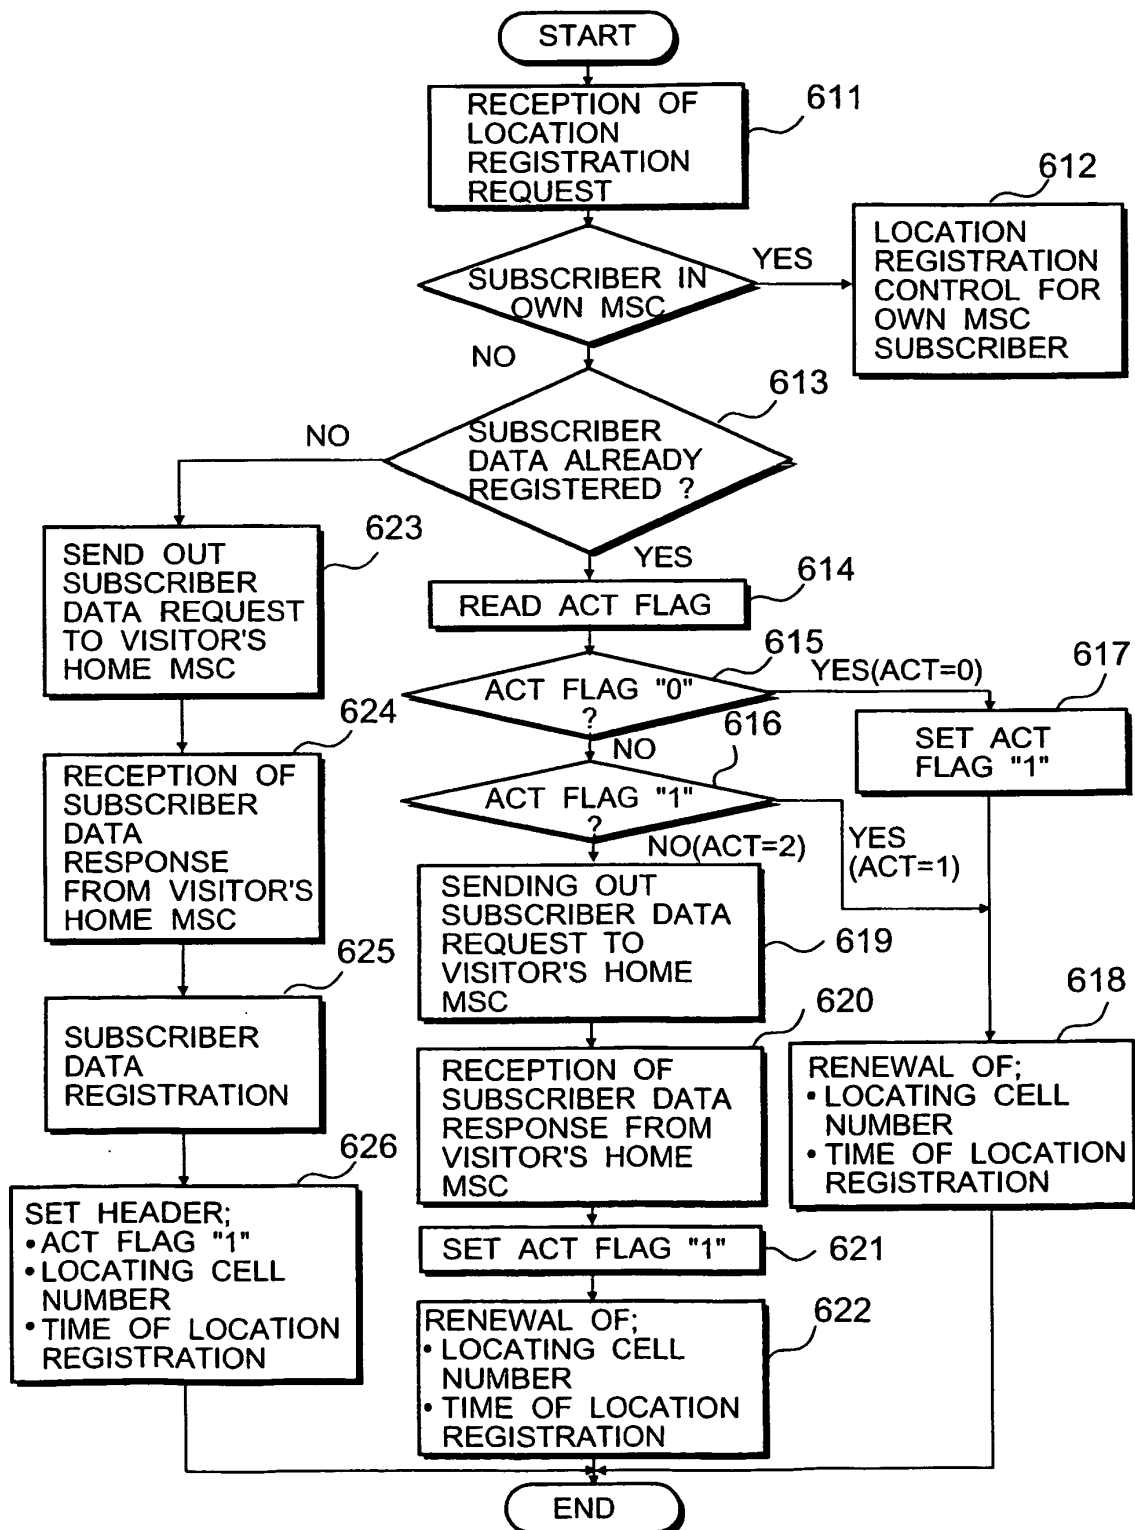 START
RECEPTION OF
LOCATION
REGISTRATION
REQUEST
611
612
LOCATION
REGISTRATION
CONTROL FOR
OWN MSC
SUBSCRIBER
SUBSCRIBER IN
OWN MSC
YES
NO
613
SUBSCRIBER
DATA ALREADY
REGISTERED ?
NO
YES
623
SEND OUT
SUBSCRIBER
DATA REQUEST
TO VISITOR'S
HOME MSC
614
READ ACT FLAG
615
ACT FLAG "0"
?
YES(ACT=0)
617
SET ACT
FLAG "1"
NO
616
ACT FLAG "1"
?
YES
(ACT=1)
NO(ACT=2)
624
RECEPTION OF
SUBSCRIBER
DATA
RESPONSE
FROM VISITOR'S
HOME MSC
SENDING OUT
SUBSCRIBER DATA
REQUEST TO
VISITOR'S HOME
MSC
619
625
SUBSCRIBER
DATA
REGISTRATION
620
RECEPTION OF
SUBSCRIBER DATA
RESPONSE FROM
VISITOR'S HOME
MSC
618
RENEWAL OF;
• LOCATING CELL
NUMBER
• TIME OF LOCATION
REGISTRATION
626
SET HEADER;
• ACT FLAG "1"
• LOCATING CELL
NUMBER
• TIME OF LOCATION
REGISTRATION
SET ACT FLAG "1"
621
622
RENEWAL OF;
• LOCATING CELL
NUMBER
• TIME OF LOCATION
REGISTRATION
END